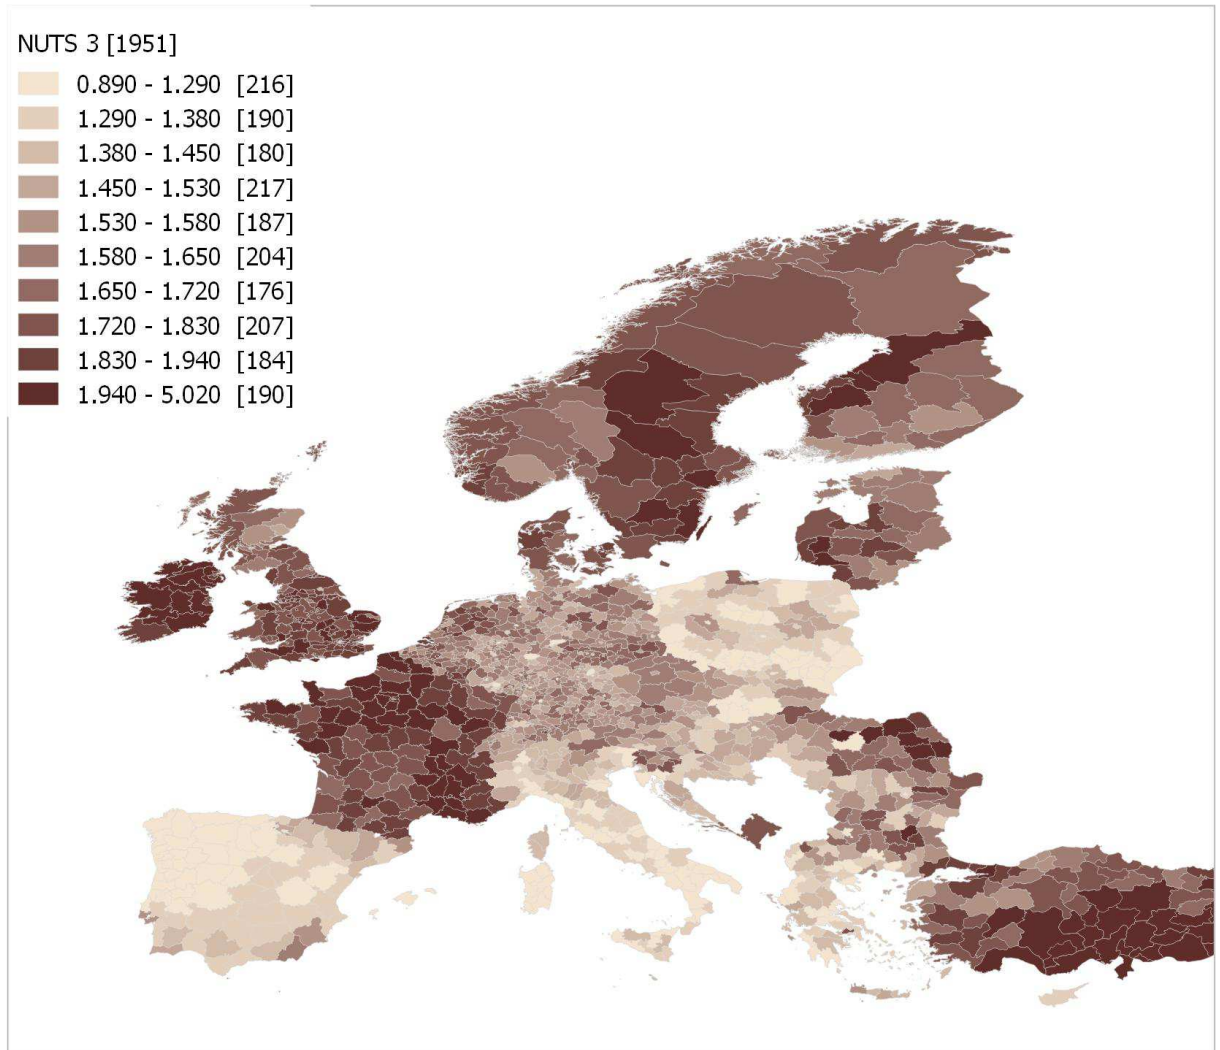 NUTS 3 [1951]
0.890 - 1.290 [216]
1.290 - 1.380 [190]
1.380 - 1.450 [180]
1.450 - 1.530 [217]
1.530 - 1.580 [187]
1.580 - 1.650 [204]
1.650 - 1.720 [176]
1.720 - 1.830 [207]
1.830 - 1.940 [184]
1.940 - 5.020 [190]